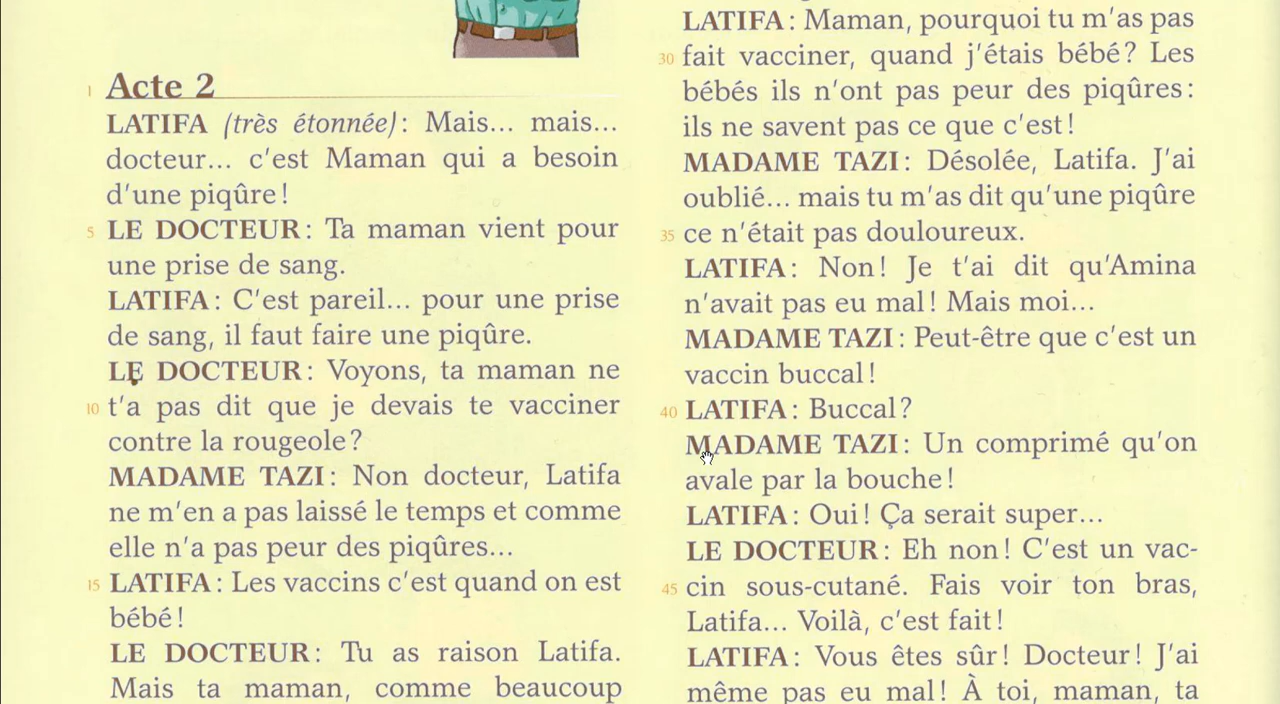 1 Acte 2
LATIFA (très étonnée) : Mais... mais...
docteur... c'est Maman qui a besoin
d'une piqûre !
5 LE DOCTEUR : Ta maman vient pour
une prise de sang.
LATIFA : C'est pareil... pour une prise
de sang, il faut faire une piqûre.
LE DOCTEUR : Voyons, ta maman ne
10 t'a pas dit que je devais te vacciner
contre la rougeole ?
MADAME TAZI : Non docteur, Latifa
ne m'en a pas laissé le temps et comme
elle n'a pas peur des piqûres...
15 LATIFA : Les vaccins c'est quand on est
bébé !
LE DOCTEUR : Tu as raison Latifa.
Mais ta maman, comme beaucoup
LATIFA : Maman, pourquoi tu m'as pas
30 fait vacciner, quand j'étais bébé ? Les
bébés ils n'ont pas peur des piqûres :
ils ne savent pas ce que c'est !
MADAME TAZI : Désolée, Latifa. J'ai
oublié... mais tu m'as dit qu'une piqûre
35 ce n'était pas douloureux.
LATIFA : Non ! Je t'ai dit qu'Amina
n'avait pas eu mal ! Mais moi...
MADAME TAZI : Peut-être que c'est un
vaccin buccal !
40 LATIFA : Buccal ?
MADAME TAZI : Un comprimé qu'on
avale par la bouche !
LATIFA : Oui ! Ça serait super...
LE DOCTEUR : Eh non ! C'est un vac-
45 cin sous-cutané. Fais voir ton bras,
Latifa... Voilà, c'est fait !
LATIFA : Vous êtes sûr ! Docteur ! J'ai
même pas eu mal ! À toi, maman, ta